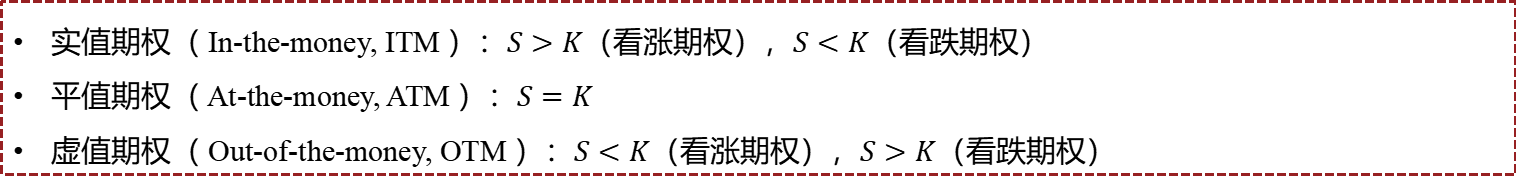 • 实值期权（In-the-money, ITM）：S > K（看涨期权），S < K（看跌期权）
• 平值期权（At-the-money, ATM）：S = K
• 虚值期权（Out-of-the-money, OTM）：S < K（看涨期权），S > K（看跌期权）